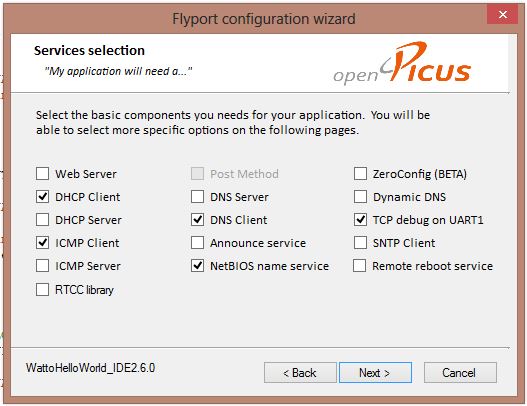 Flyport configuration wizard
Services selection
"My application will need a..."
open Picus
Select the basic components you needs for your application. You will be
able to select more specific options on the following pages.
Web Server
Post Method
ZeroConfig (BETA)
DHCP Client
DNS Server
Dynamic DNS
DHCP Server
DNS Client
TCP debug on UART1
ICMP Client
Announce service
SNTP Client
ICMP Server
NetBIOS name service
Remote reboot service
RTCC library
WattoHelloWorld_IDE2.6.0
< Back
Next >
Cancel